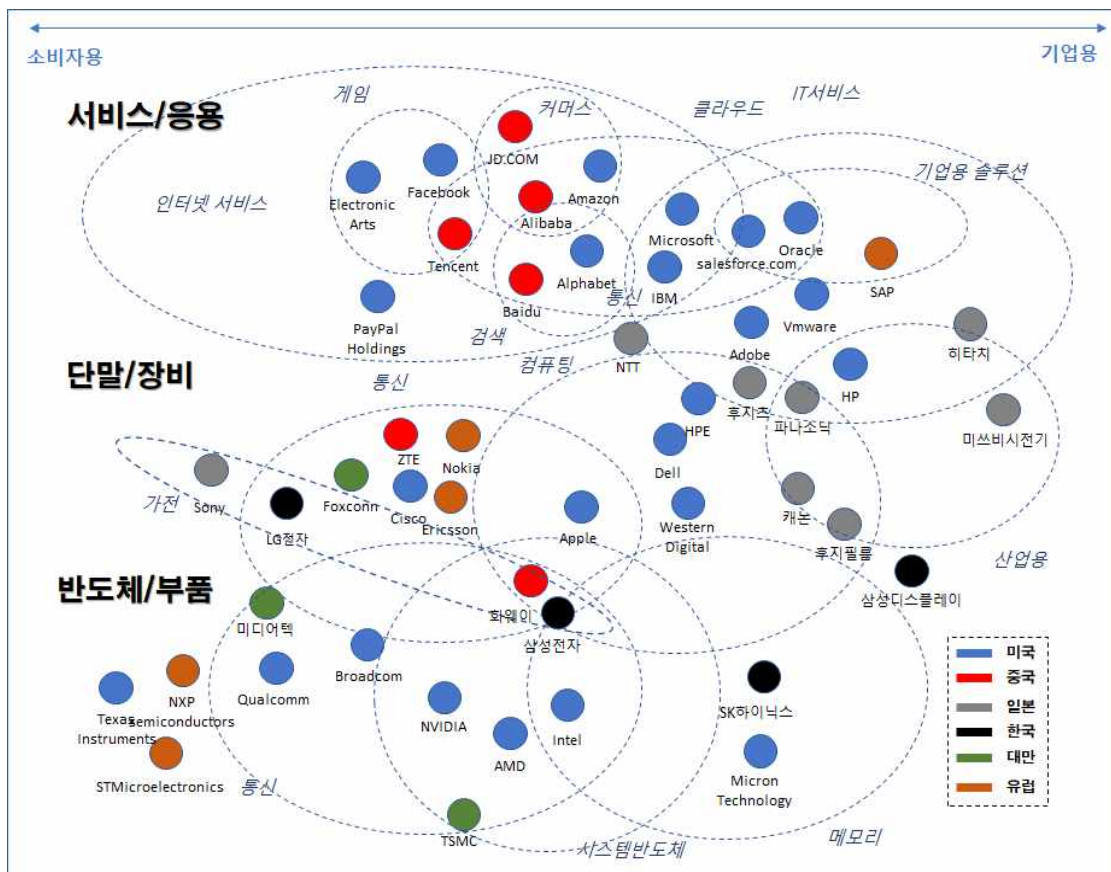 소비자용
기업용
서비스/응용
게임
커머스
클라우드
IT서비스
JD.COM
기업용 솔루션
Facebook
Amazon
인터넷 서비스
Electronic
Arts
Alibaba
Microsoft
Oracle
Tencent
salesforce.com
Alphabet
IBM
SAP
통신
Baidu
PayPal
Holdings
검색
Vmware
Adobe
히타치
NTT
단말/장비
통신
컴퓨팅
HP
후지츠
파나소닉
HPE
미쓰비시전기
ZTE
Nokia
Dell
가전
Sony
Foxconn
Cisco
Ericsson
캐논
Western
Digital
LG전자
Apple
후지필름
산업용
반도체/부품
삼성디스플레이
화웨이
미디어텍
삼성전자
Broadcom
Qualcomm
NXP
Semiconductors
Texas
Instruments
SK하이닉스
NVIDIA
Intel
AMD
STMicroelectronics
통신
Micron
Technology
TSMC
시스템반도체
메모리
미국
중국
일본
한국
대만
유럽